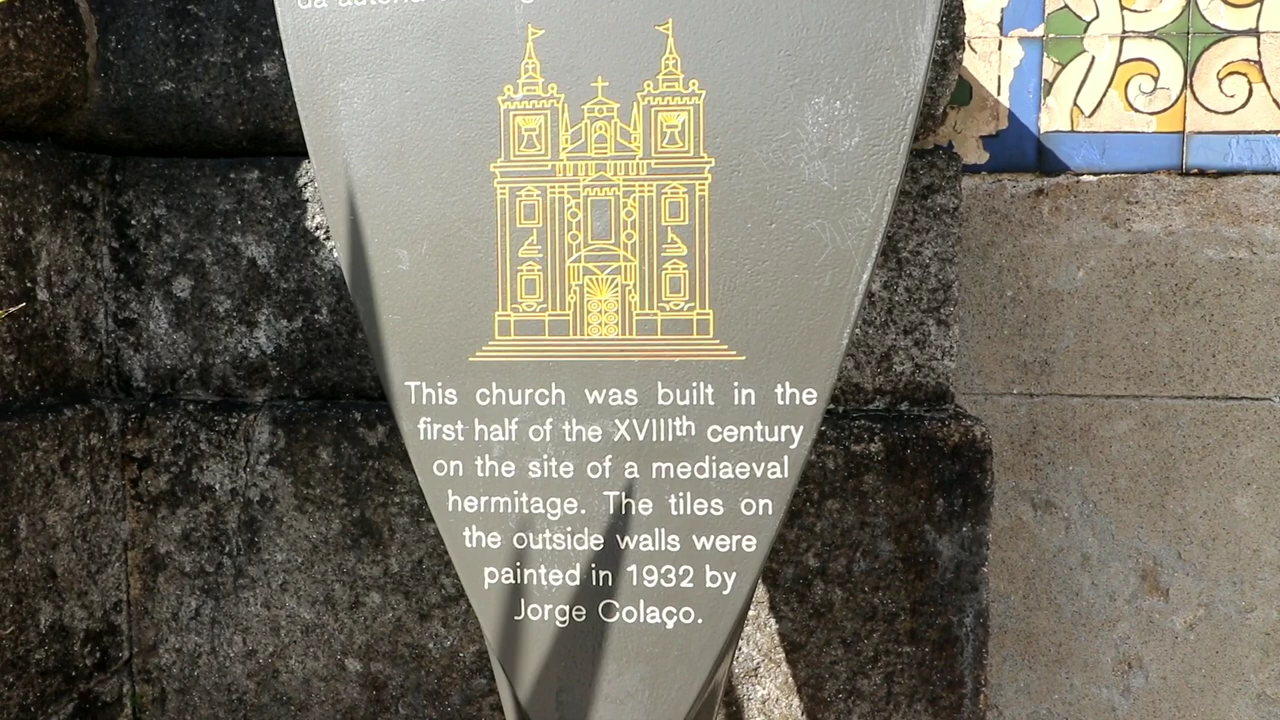 This church was built in the
first half of the XVIIIth century
on the site of a mediaeval
hermitage. The tiles on
the outside walls were
painted in 1932 by
Jorge Colaço.